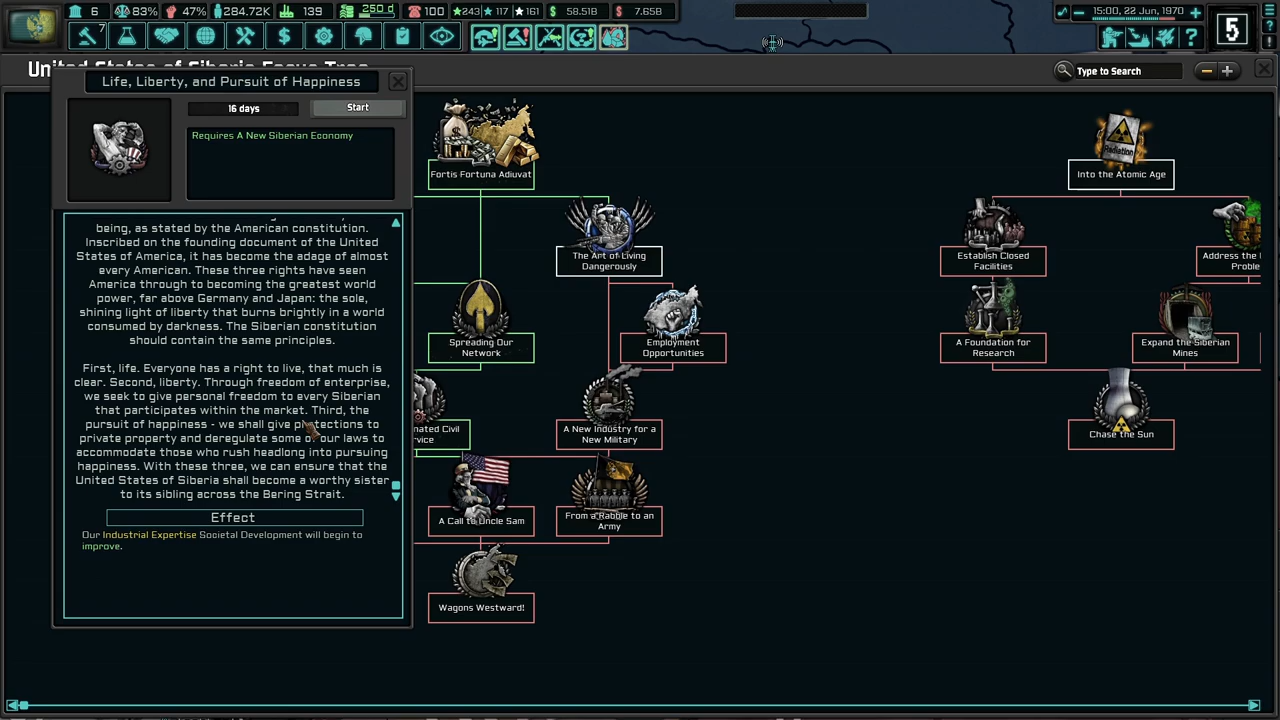 6 83% 47% 284.72K 139 250 d 100 243 117 161 $ 58.51B $ 7.65B
15:00, 22 Jun, 1970
7
5
Life, Liberty, and Pursuit of Happiness
Type to Search
16 days
Start
Requires A New Siberian Economy
being, as stated by the American constitution.
Inscribed on the founding document of the United
States of America, it has become the adage of almost
every American. These three rights have seen
America through to becoming the greatest world
power, far above Germany and Japan: the sole,
shining light of liberty that burns brightly in a world
consumed by darkness. The Siberian constitution
should contain the same principles.
First, life. Everyone has a right to live, that much is
clear. Second, liberty. Through freedom of enterprise,
we seek to give personal freedom to every Siberian
that participates within the market. Third, the
pursuit of happiness - we shall give protections to
private property and deregulate some of our laws to
accommodate those who rush headlong into pursuing
happiness. With these three, we can ensure that the
United States of Siberia shall become a worthy sister
to its sibling across the Bering Strait.
Effect
Our Industrial Expertise Societal Development will begin to
improve.
Fortis Fortuna Adiuvat
Radiation
Into the Atomic Age
The Art of Living
Dangerously
Establish Closed
Facilities
Address the
Proble
Spreading Our
Network
Employment
Opportunities
A Foundation for
Research
Expand the Siberian
Mines
nated Civil
rvice
A New Industry for a
New Military
Chase the Sun
A Call to Uncle Sam
From a Rabble to an
Army
Wagons Westward!